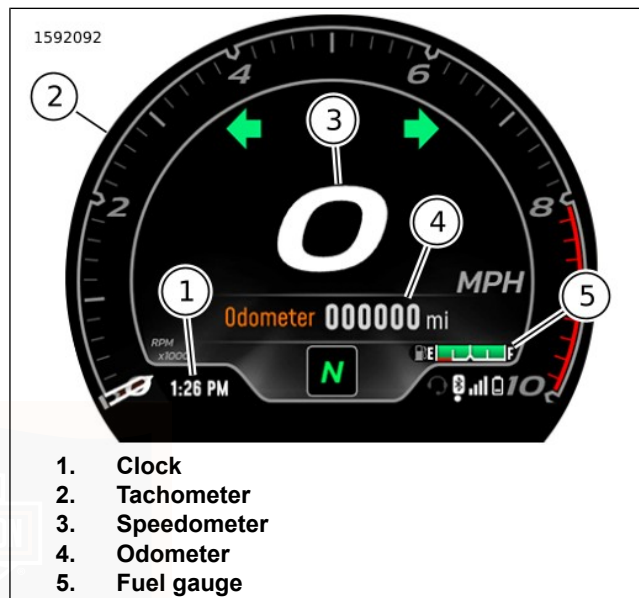 1592092
2
4
6
3
2
8
4
MPH
1
5
Odometer 000000 mi
RPM
x1000
E F
N
0
1:26 PM
10
1. Clock
2. Tachometer
3. Speedometer
4. Odometer
5. Fuel gauge